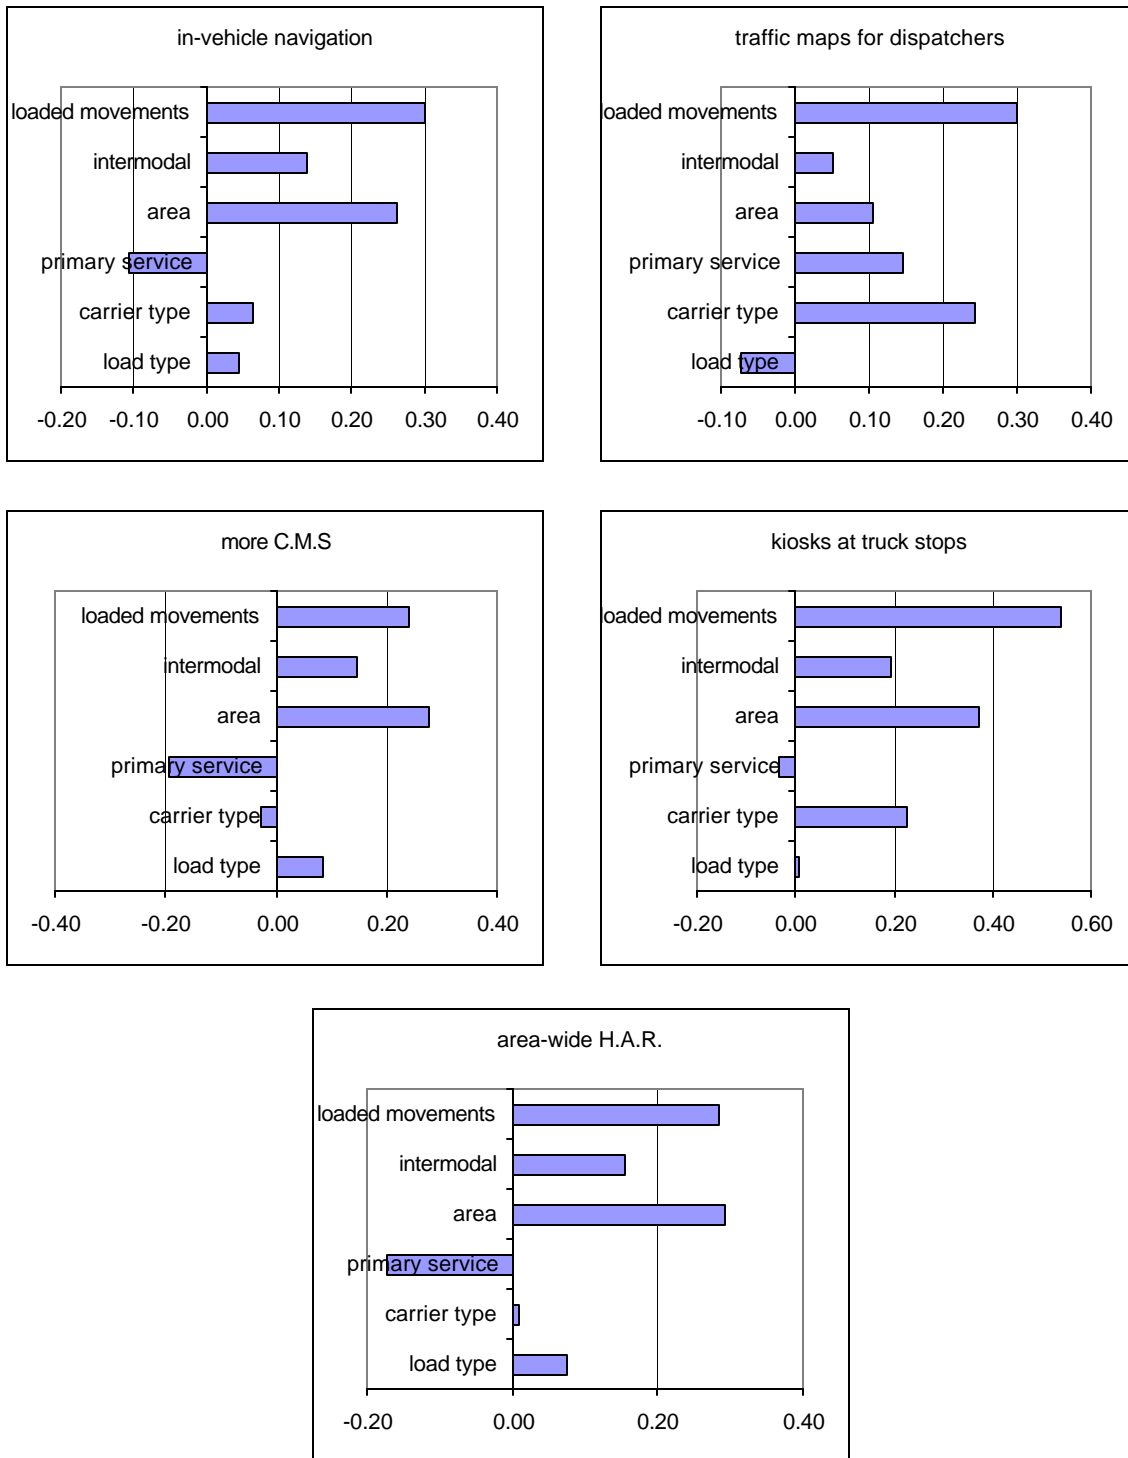 in-vehicle navigation
loaded movements
intermodal
area
primary service
carrier type
load type
-0.20 -0.10 0.00 0.10 0.20 0.30 0.40
traffic maps for dispatchers
loaded movements
intermodal
area
primary service
carrier type
load type
-0.10 0.00 0.10 0.20 0.30 0.40
more C.M.S
loaded movements
intermodal
area
primary service
carrier type
load type
-0.40 -0.20 0.00 0.20 0.40
kiosks at truck stops
loaded movements
intermodal
area
primary service
carrier type
load type
-0.20 0.00 0.20 0.40 0.60
area-wide H.A.R.
loaded movements
intermodal
area
primary service
carrier type
load type
-0.20 0.00 0.20 0.40